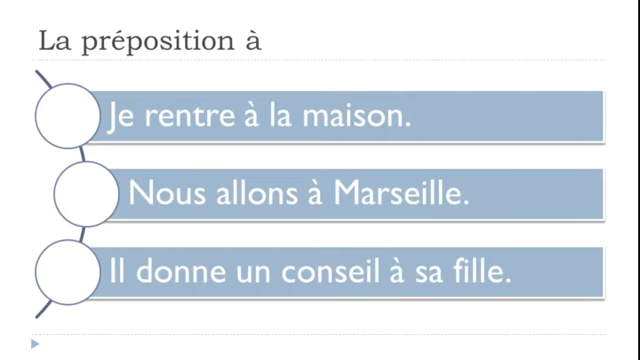 La préposition à
Je rentre à la maison.
Nous allons à Marseille.
Il donne un conseil à sa fille.